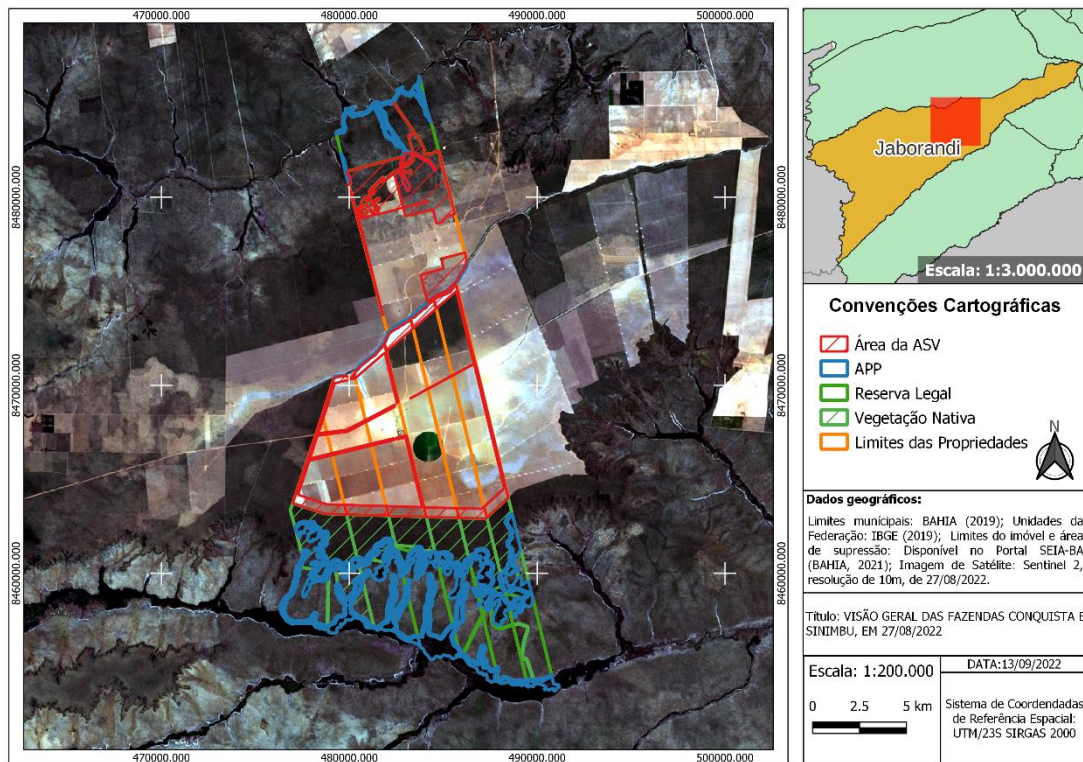 470000.000
480000.000
490000.000
500000.000
8480000.000
8480000.000
8470000.000
8470000.000
8460000.000
8460000.000
470000.000
480000.000
490000.000
500000.000
Jaborandi
Escala: 1:3.000.000
Convenções Cartográficas
Área da ASV
APP
Reserva Legal
Vegetação Nativa
Limites das Propriedades
N
Dados geográficos:
Limites municipais: BAHIA (2019); Unidades da
Federação: IBGE (2019); Limites do imóvel e área
de supressão: Disponível no Portal SEIA-BA
(BAHIA, 2021); Imagem de Satélite: Sentinel 2,
resolução de 10m, de 27/08/2022.
Título: VISÃO GERAL DAS FAZENDAS CONQUISTA E
SINIMBU, EM 27/08/2022
Escala: 1:200.000
0 2.5 5 km
DATA:13/09/2022
Sistema de Coordendadas
de Referência Espacial:
UTM/23S SIRGAS 2000